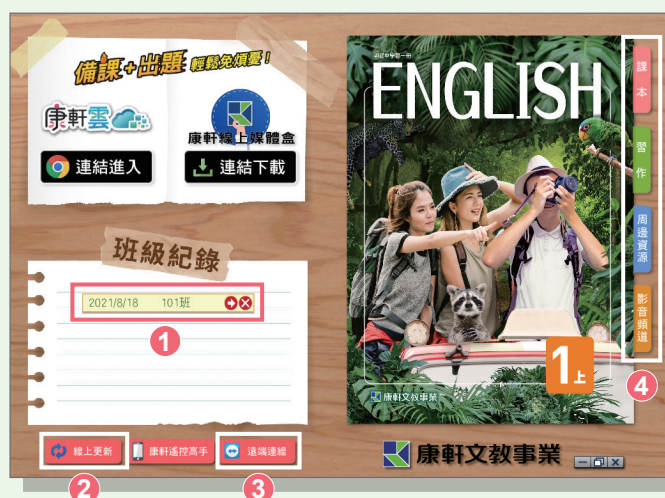 備課+出題 輕鬆免煩憂!
康軒雲
康軒線上媒體盒
連結進入
連結下載
班級紀錄
2021/8/18 101班
1
線上更新
康軒遙控高手
遠端連線
2
3
ENGLISH
1上
康軒文教事業
康軒文教事業
課本
習作
周邊資源
影音頻道
4